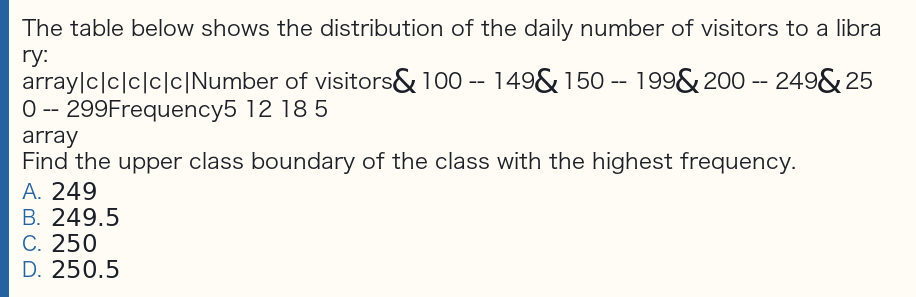 The table below shows the distribution of the daily number of visitors to a libra
ry:
array|c|c|c|c|c|Number of visitors& 100 -- 149& 150 -- 199& 200 -- 249& 25
0 -- 299Frequency5 12 18 5
array
Find the upper class boundary of the class with the highest frequency.
A. 249
B. 249.5
C. 250
D. 250.5